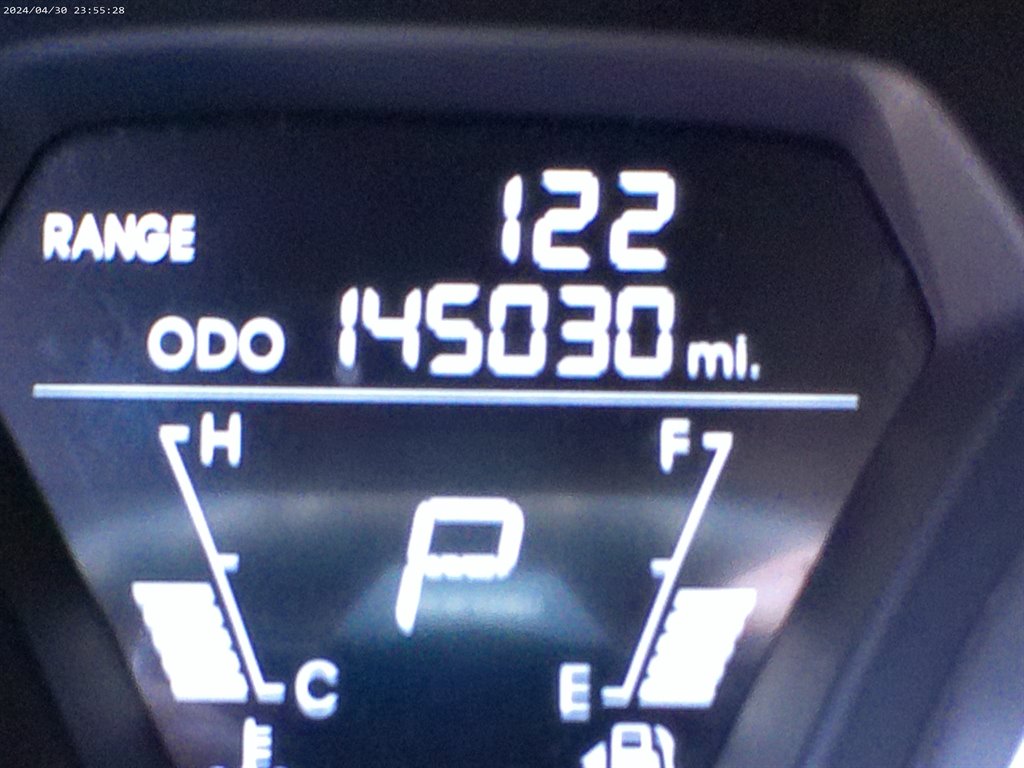 2024/04/30 23:55:28
RANGE 122
ODO 145030 mi.
H F
P
C E